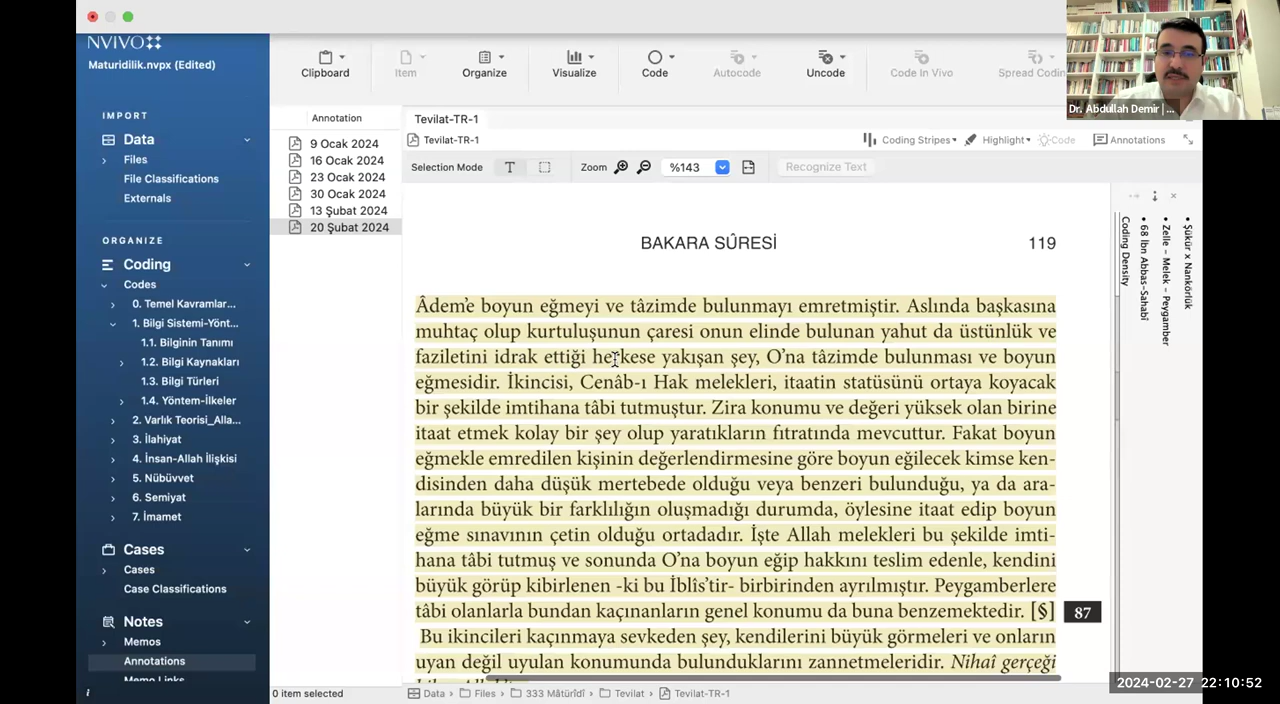 NVIVO
Maturidilik.nvpx (Edited)
IMPORT
Data
Files
File Classifications
Externals
ORGANIZE
Coding
Codes
0. Temel Kavramlar...
1. Bilgi Sistemi-Yönt...
1.1. Bilginin Tanımı
1.2. Bilgi Kaynakları
1.3. Bilgi Türleri
1.4. Yöntem-İlkeler
2. Varlık Teorisi_Alla...
3. İlahiyat
4. İnsan-Allah İlişkisi
5. Nübüvvet
6. Semiyat
7. İmamet
Cases
Cases
Case Classifications
Notes
Memos
Annotations
Memo Links
Clipboard
Item
Organize
Visualize
Code
Autocode
Uncode
Code In Vivo
Spread Codin
Dr. Abdullah Demir | ...
Annotation
9 Ocak 2024
16 Ocak 2024
23 Ocak 2024
30 Ocak 2024
13 Şubat 2024
20 Şubat 2024
Tevilat-TR-1
Tevilat-TR-1
Coding Stripes
Highlight
Code
Annotations
Selection Mode
Zoom
%143
Recognize Text
BAKARA SÛRESİ 119
Âdem'e boyun eğmeyi ve tâzimde bulunmayı emretmiştir. Aslında başkasına
muhtaç olup kurtuluşunun çaresi onun elinde bulunan yahut da üstünlük ve
faziletini idrak ettiği herkese yakışan şey, O'na tâzimde bulunması ve boyun
eğmesidir. İkincisi, Cenâb-ı Hak melekleri, itaatin statüsünü ortaya koyacak
bir şekilde imtihana tâbi tutmuştur. Zira konumu ve değeri yüksek olan birine
itaat etmek kolay bir şey olup yaratıkların fıtratında mevcuttur. Fakat boyun
eğmekle emredilen kişinin değerlendirmesine göre boyun eğilecek kimse ken-
disinden daha düşük mertebede olduğu veya benzeri bulunduğu, ya da ara-
larında büyük bir farklılığın oluşmadığı durumda, öylesine itaat edip boyun
eğme sınavının çetin olduğu ortadadır. İşte Allah melekleri bu şekilde imti-
hana tâbi tutmuş ve sonunda O'na boyun eğip hakkını teslim edenle, kendini
büyük görüp kibirlenen -ki bu İblîs'tir- birbirinden ayrılmıştır. Peygamberlere
tâbi olanlarla bundan kaçınanların genel konumu da buna benzemektedir. [§] 87
Bu ikincileri kaçınmaya sevkeden şey, kendilerini büyük görmeleri ve onların
uyan değil uyulan konumunda bulunduklarını zannetmeleridir. Nihaî gerçeği
Şükür x Nankörlük
Zelle - Melek - Peygamber
68 İbn Abbas-Sahabî
Coding Density
0 item selected
Data
Files
333 Mâtürîdî
Tevilat
Tevilat-TR-1
2024-02-27 22:10:52